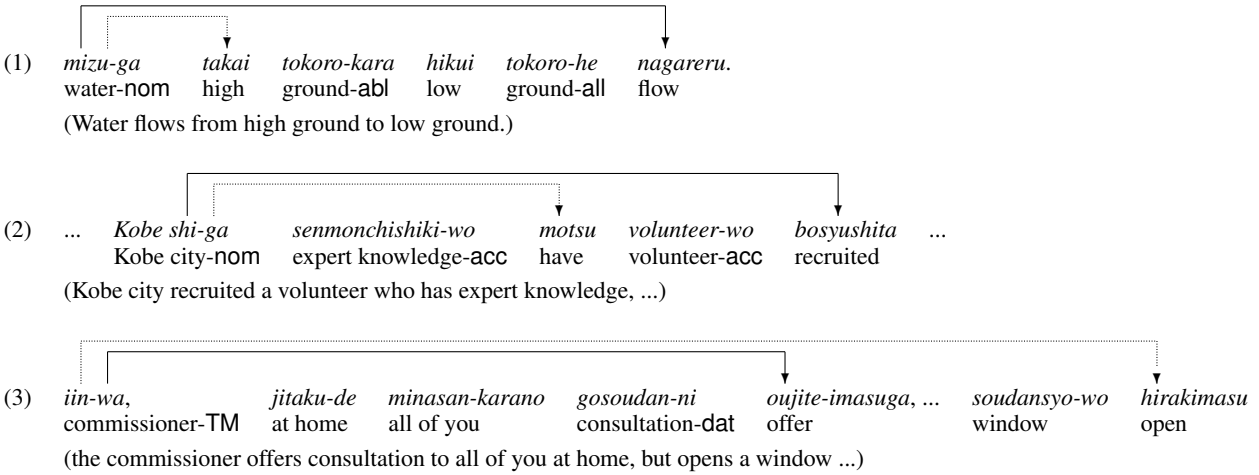 (1) mizu-ga takai tokoro-kara hikui tokoro-he nagareru.
water-nom high ground-abl low ground-all flow
(Water flows from high ground to low ground.)
(2) ... Kobe shi-ga senmonchishiki-wo motsu volunteer-wo bosyushita ...
Kobe city-nom expert knowledge-acc have volunteer-acc recruited
(Kobe city recruited a volunteer who has expert knowledge, ...)
(3) iin-wa, jitaku-de minasan-karano gosoudan-ni oujite-imasuga, ... soudansyo-wo hirakimasu
commissioner-TM at home all of you consultation-dat offer window open
(the commissioner offers consultation to all of you at home, but opens a window ...)